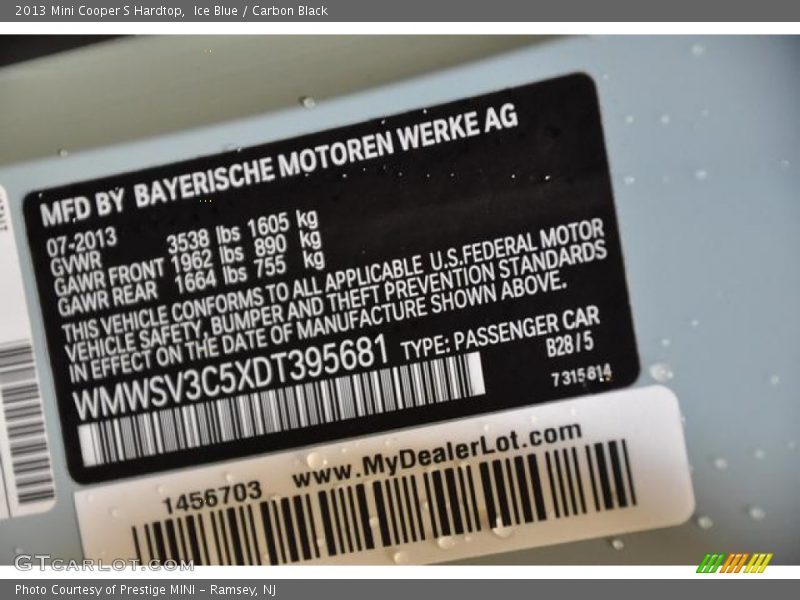 2013 Mini Cooper S Hardtop,  Ice Blue / Carbon Black
MFD BY BAYERISCHE MOTOREN WERKE AG
07-2013
GVWR 3538 lbs 1605 kg
GAWR FRONT 1962 lbs 890 kg
GAWR REAR 1664 lbs 755 kg
THIS VEHICLE CONFORMS TO ALL APPLICABLE U.S.FEDERAL MOTOR
VEHICLE SAFETY, BUMPER AND THEFT PREVENTION STANDARDS
IN EFFECT ON THE DATE OF MANUFACTURE SHOWN ABOVE.
WMWSV3C5XDT395681 TYPE: PASSENGER CAR
B28/5
7315814
1456703 www.MyDealerLot.com
GTcarlot.com
Photo Courtesy of Prestige MINI – Ramsey, NJ